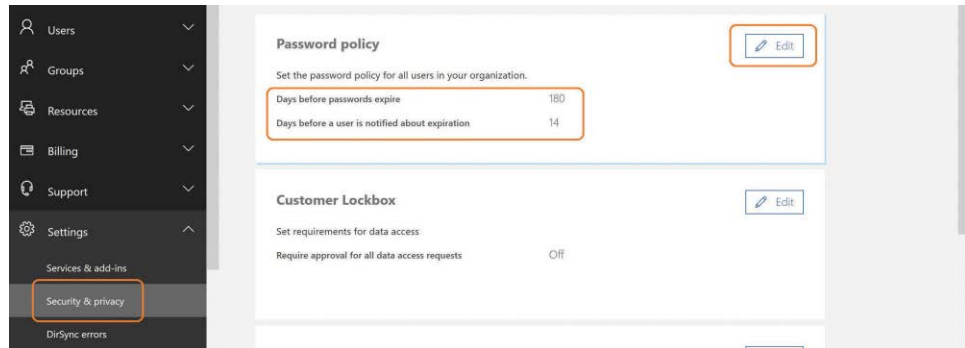 Users
Groups
Resources
Billing
Support
Settings
Services & add-ins
Security & privacy
DirSync errors
Password policy
Edit
Set the password policy for all users in your organization.
Days before passwords expire 180
Days before a user is notified about expiration 14
Customer Lockbox
Edit
Set requirements for data access
Require approval for all data access requests Off